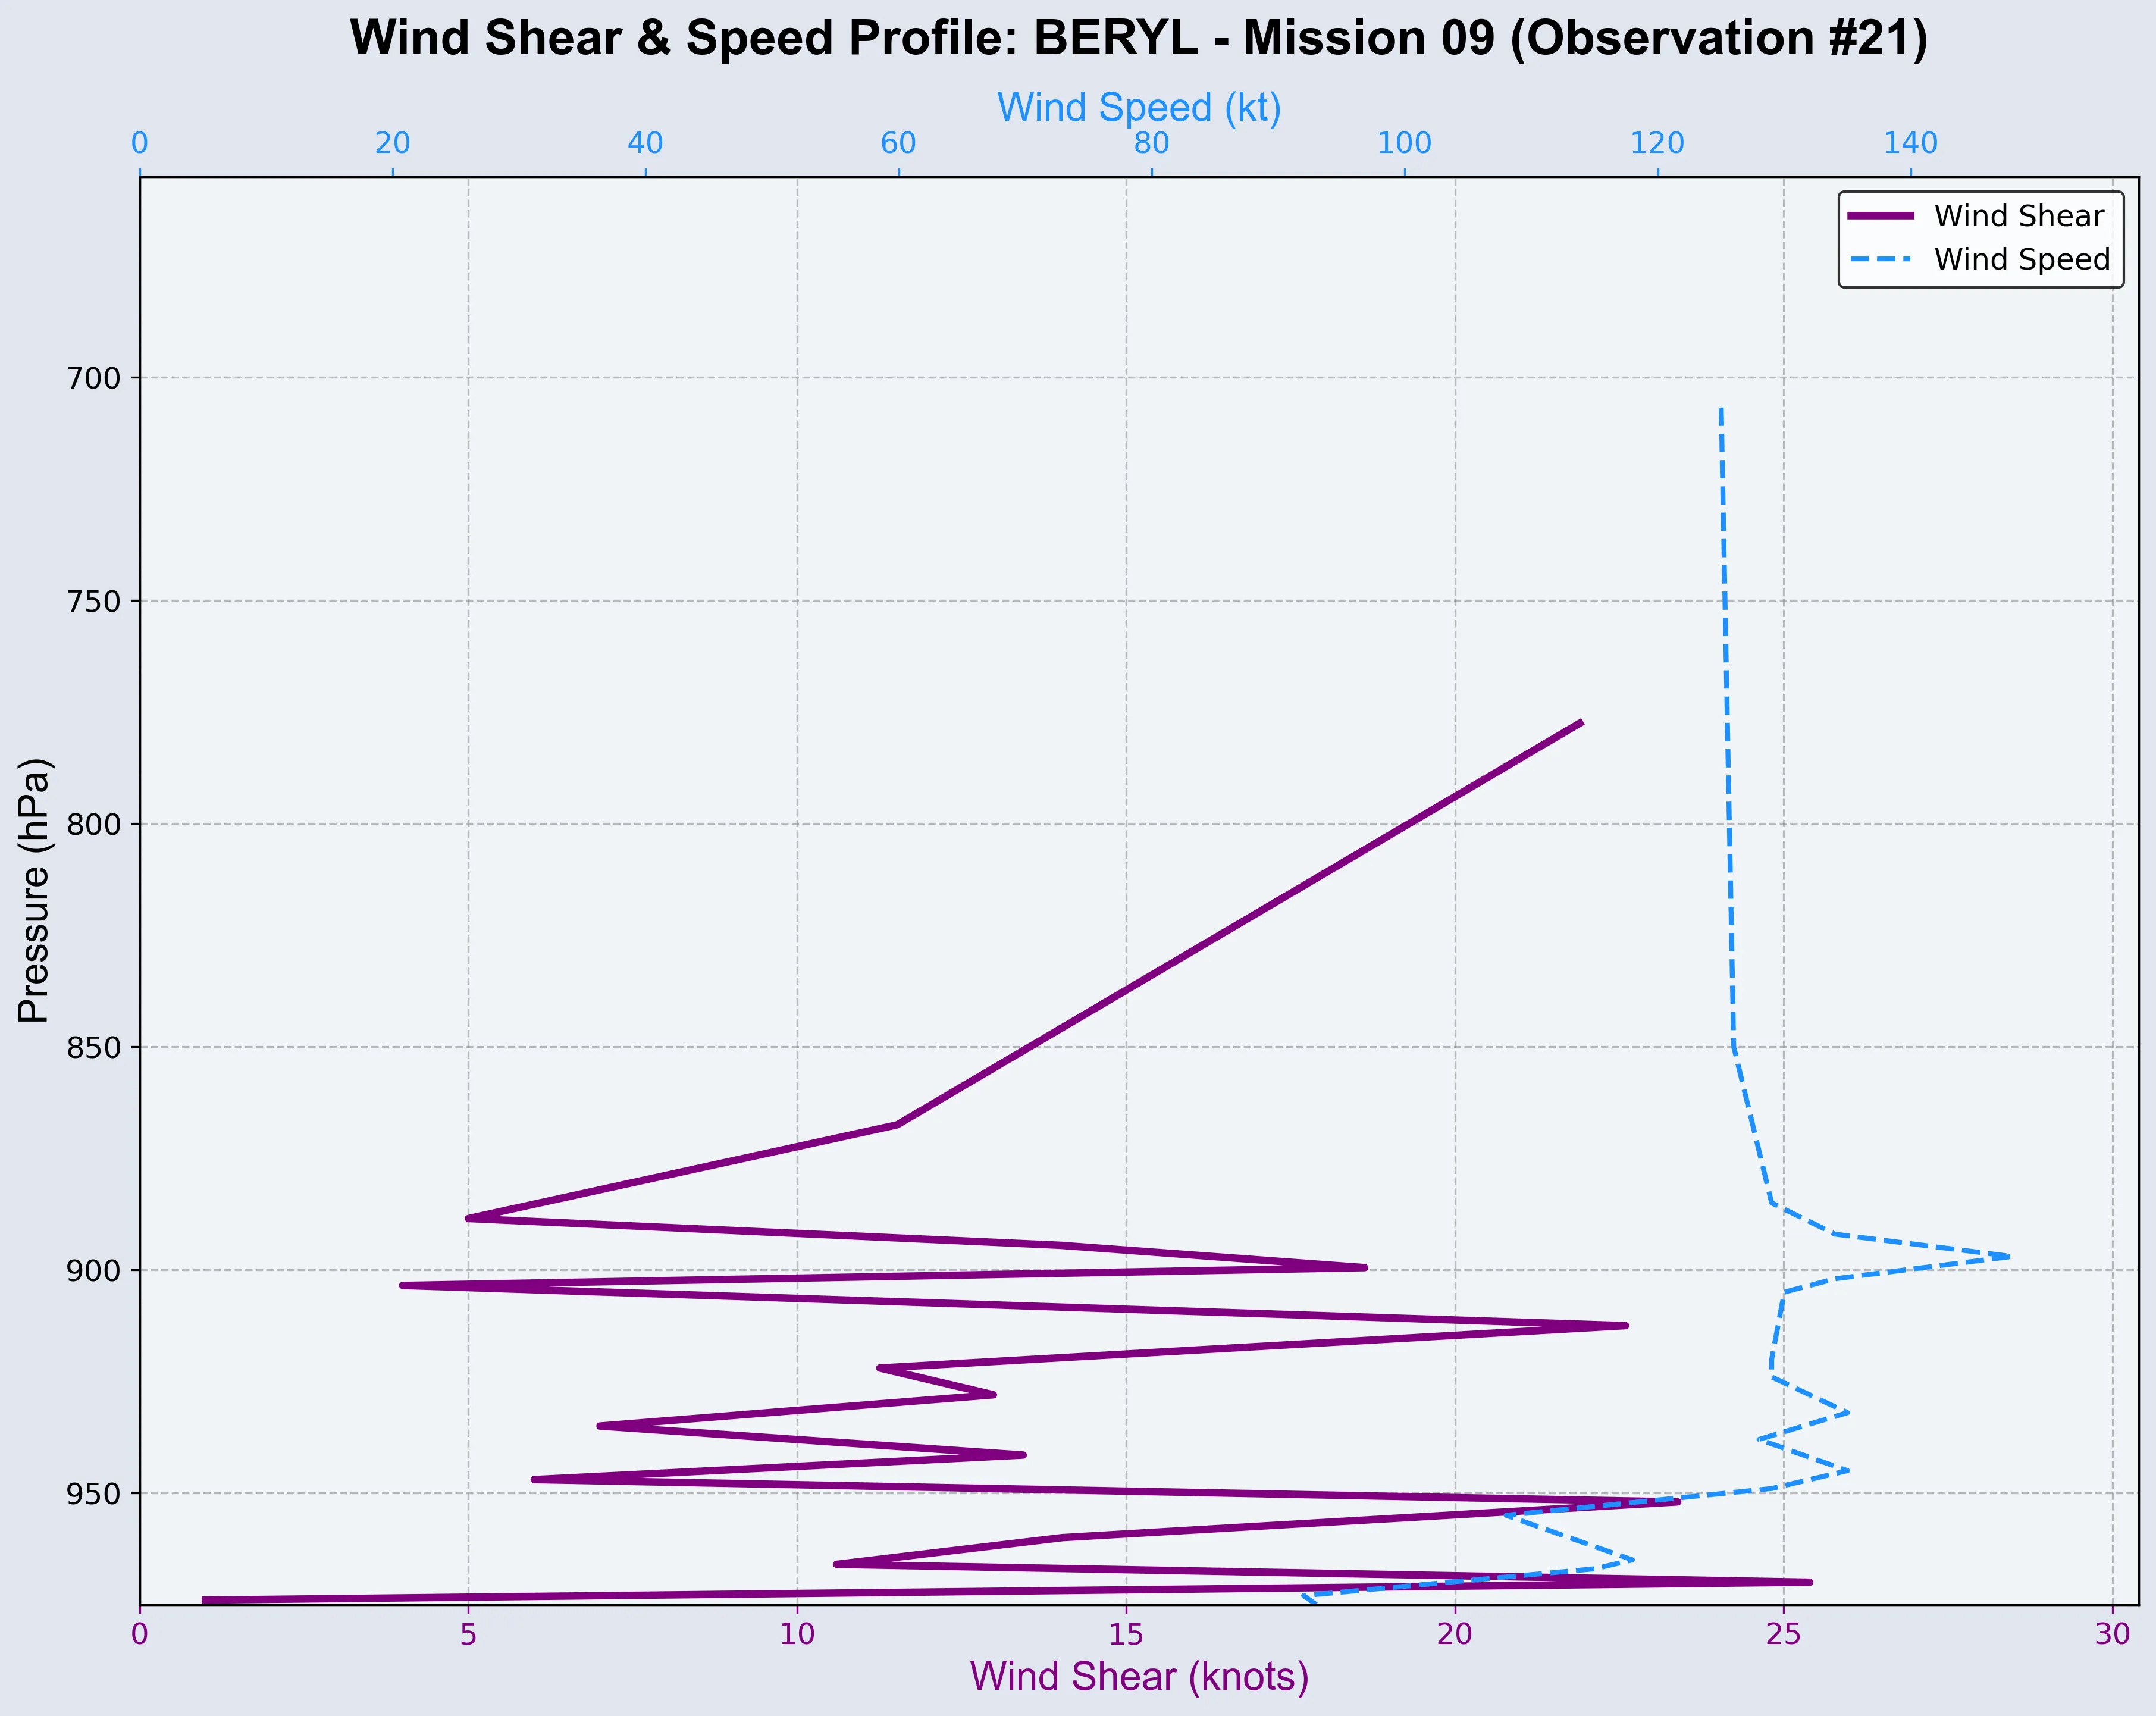 Wind Shear & Speed Profile: BERYL - Mission 09 (Observation #21)
Wind Speed (kt)
0 20 40 60 80 100 120 140
Wind Shear
Wind Speed
700
750
800
850
900
950
Pressure (hPa)
0 5 10 15 20 25 30
Wind Shear (knots)